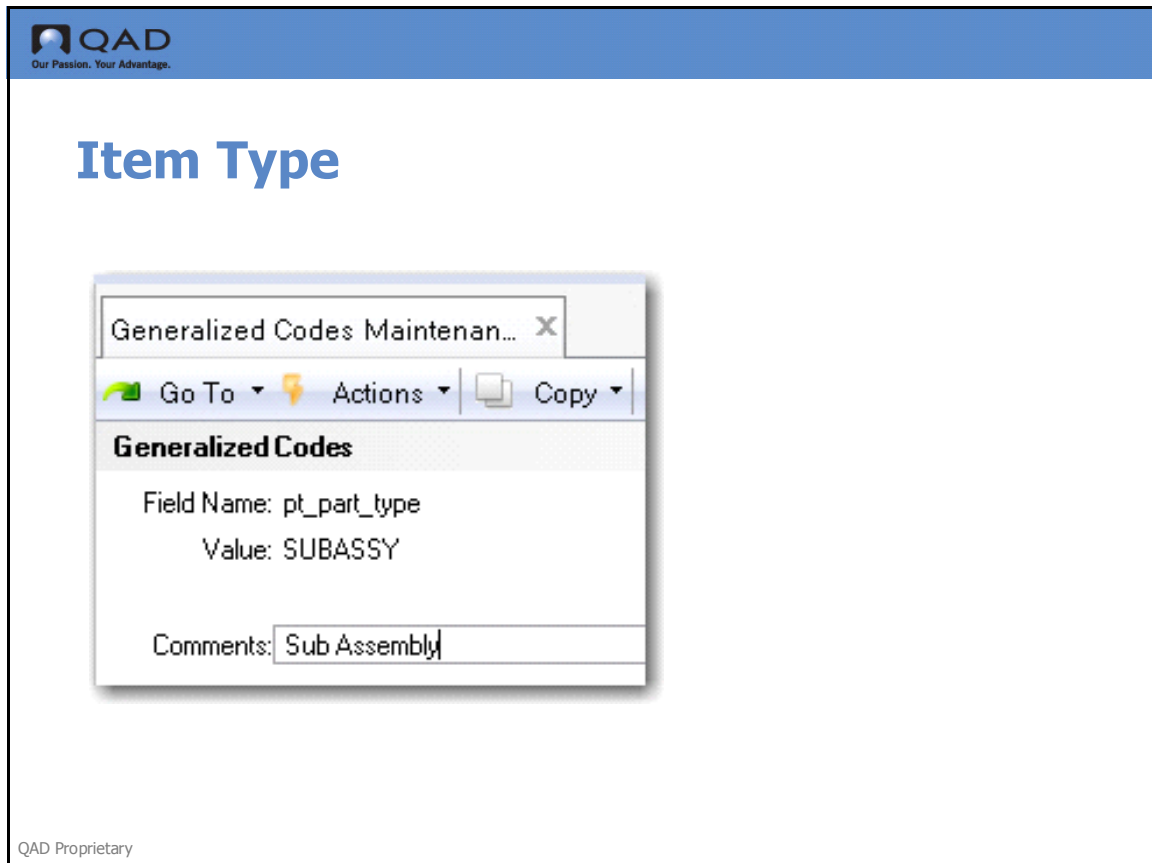 QAD
Our Passion. Your Advantage.
Item Type
Generalized Codes Maintenan...
Go To Actions Copy
Generalized Codes
Field Name: pt_part_type
Value: SUBASSY
Comments: Sub Assembly
QAD Proprietary